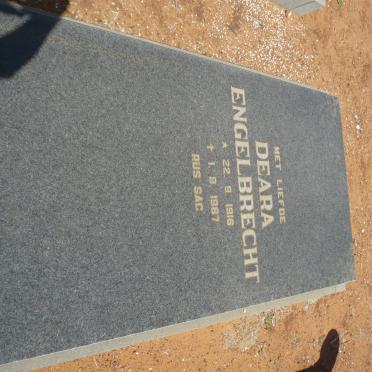 MET LIEFDE
DEARA
ENGELBRECHT
★ 22. 9. 1916
✝ 1. 8. 1987
RUS SAG